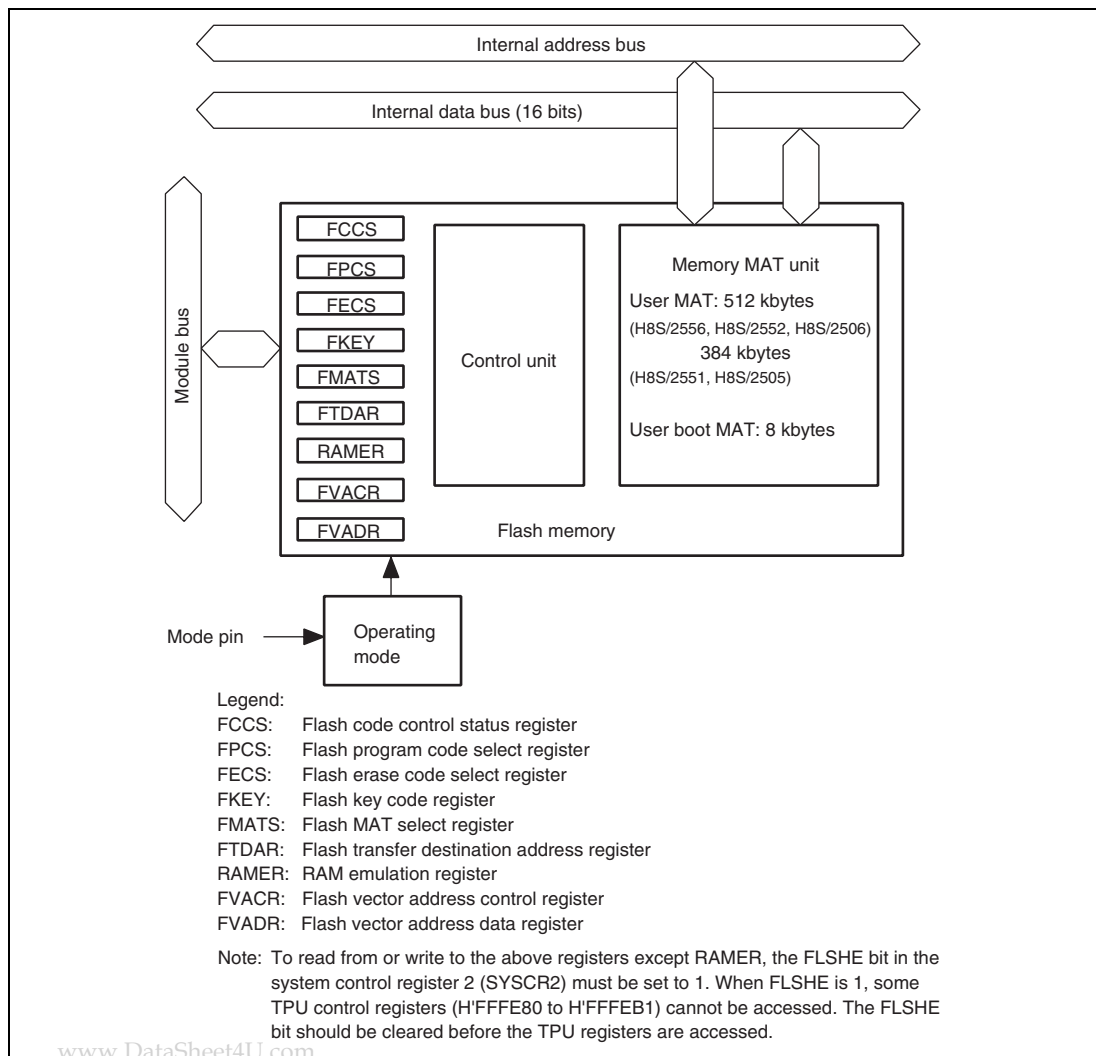 Internal address bus
Internal data bus (16 bits)
Module bus
FCCS
FPCS
FECS
FKEY
FMATS
FTDAR
RAMER
FVACR
FVADR
Control unit
Memory MAT unit
User MAT: 512 kbytes
(H8S/2556, H8S/2552, H8S/2506)
384 kbytes
(H8S/2551, H8S/2505)
User boot MAT: 8 kbytes
Flash memory
Mode pin
Operating
mode
Legend:
FCCS: Flash code control status register
FPCS: Flash program code select register
FECS: Flash erase code select register
FKEY: Flash key code register
FMATS: Flash MAT select register
FTDAR: Flash transfer destination address register
RAMER: RAM emulation register
FVACR: Flash vector address control register
FVADR: Flash vector address data register
Note: To read from or write to the above registers except RAMER, the FLSHE bit in the
system control register 2 (SYSCR2) must be set to 1. When FLSHE is 1, some
TPU control registers (H'FFFE80 to H'FFFEB1) cannot be accessed. The FLSHE
bit should be cleared before the TPU registers are accessed.
www.DataSheet4U.com